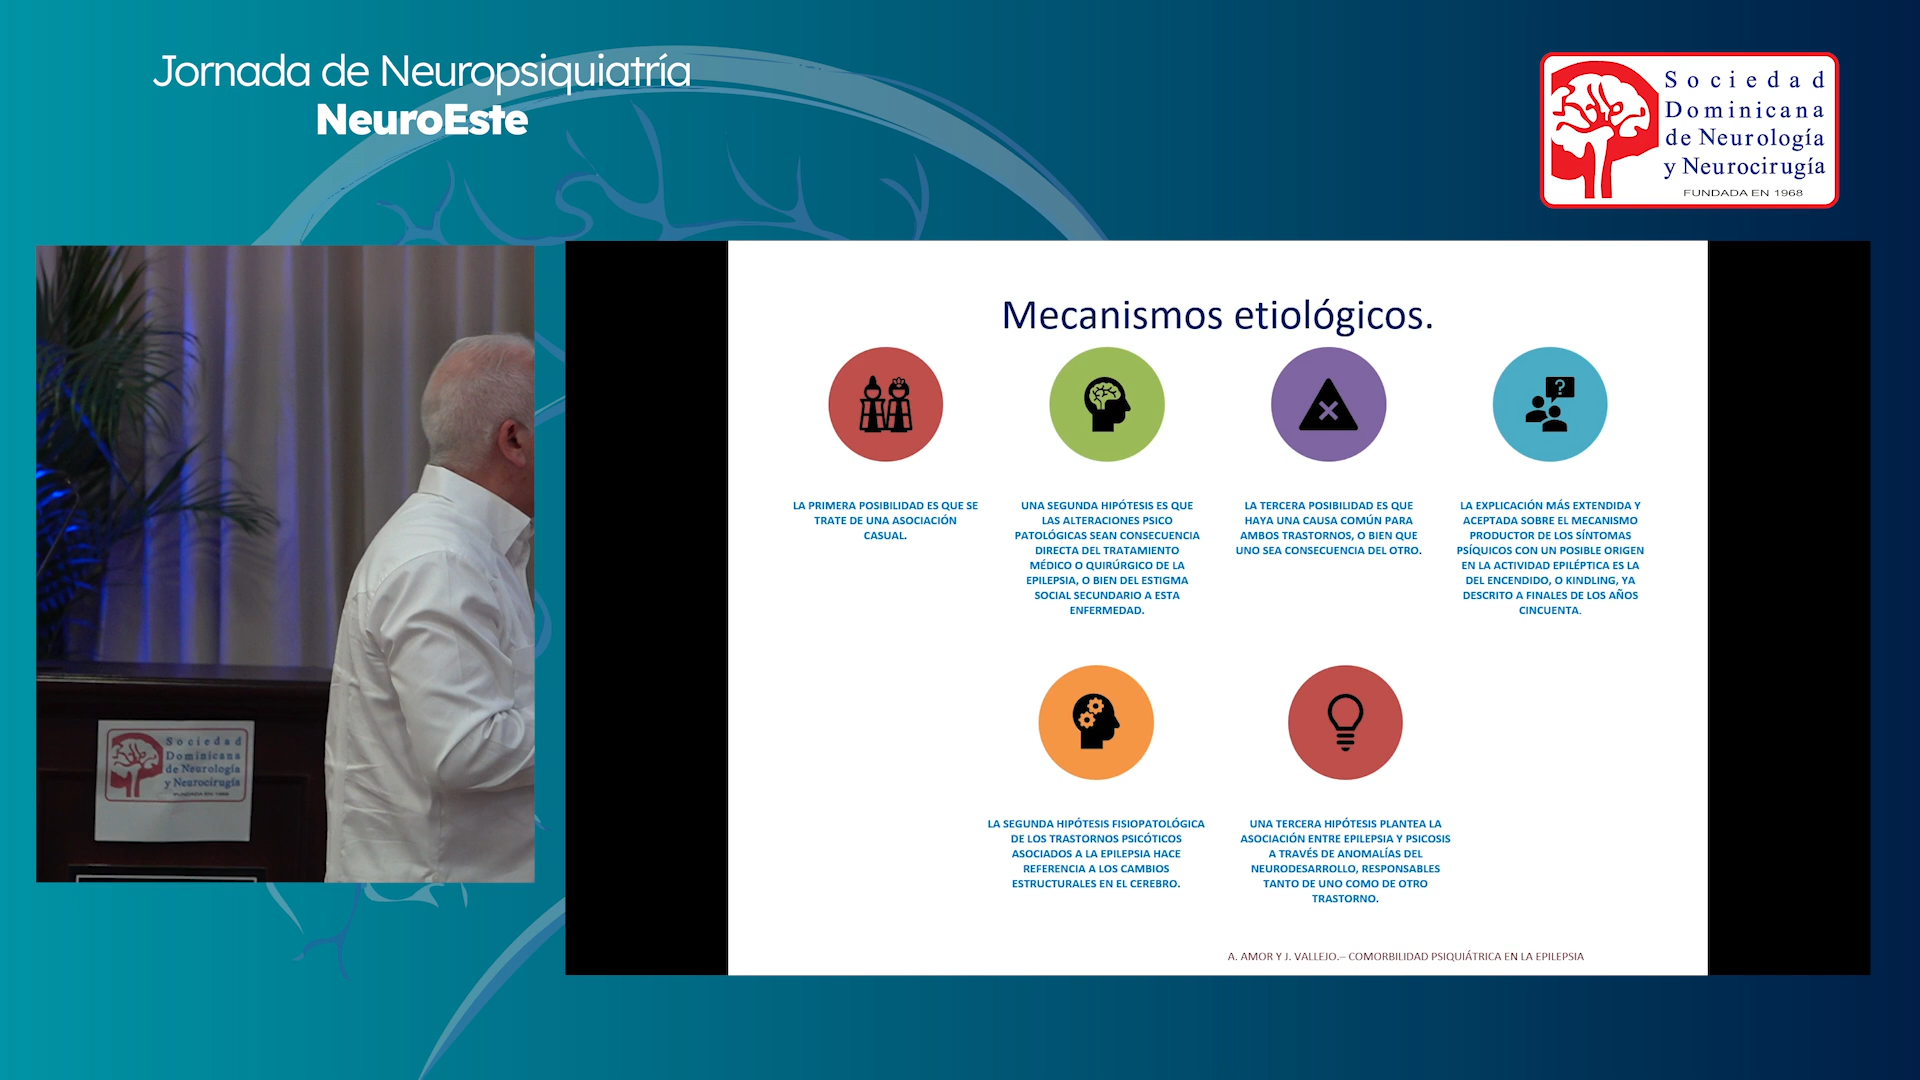 Jornada de Neuropsiquiatría
NeuroEste
Sociedad
Dominicana
de Neurología
y Neurocirugía
FUNDADA EN 1968
Mecanismos etiológicos.
?
LA PRIMERA POSIBILIDAD ES QUE SE
TRATE DE UNA ASOCIACIÓN
CASUAL.
UNA SEGUNDA HIPÓTESIS ES QUE
LAS ALTERACIONES PSICO
PATOLÓGICAS SEAN CONSECUENCIA
DIRECTA DEL TRATAMIENTO
MÉDICO O QUIRÚRGICO DE LA
EPILEPSIA, O BIEN DEL ESTIGMA
SOCIAL SECUNDARIO A ESTA
ENFERMEDAD.
LA TERCERA POSIBILIDAD ES QUE
HAYA UNA CAUSA COMÚN PARA
AMBOS TRASTORNOS, O BIEN QUE
UNO SEA CONSECUENCIA DEL OTRO.
LA EXPLICACIÓN MÁS EXTENDIDA Y
ACEPTADA SOBRE EL MECANISMO
PRODUCTOR DE LOS SÍNTOMAS
PSÍQUICOS CON UN POSIBLE ORIGEN
EN LA ACTIVIDAD EPILÉPTICA ES LA
DEL ENCENDIDO, O KINDLING, YA
DESCRITO A FINALES DE LOS AÑOS
CINCUENTA.
LA SEGUNDA HIPÓTESIS FISIOPATOLÓGICA
DE LOS TRASTORNOS PSICÓTICOS
ASOCIADOS A LA EPILEPSIA HACE
REFERENCIA A LOS CAMBIOS
ESTRUCTURALES EN EL CEREBRO.
UNA TERCERA HIPÓTESIS PLANTEA LA
ASOCIACIÓN ENTRE EPILEPSIA Y PSICOSIS
A TRAVÉS DE ANOMALÍAS DEL
NEURODESARROLLO, RESPONSABLES
TANTO DE UNO COMO DE OTRO
TRASTORNO.
A. AMOR Y J. VALLEJO.– COMORBILIDAD PSIQUIÁTRICA EN LA EPILEPSIA
Sociedad
Dominicana
de Neurología
y Neurocirugía
FUNDADA EN 1968